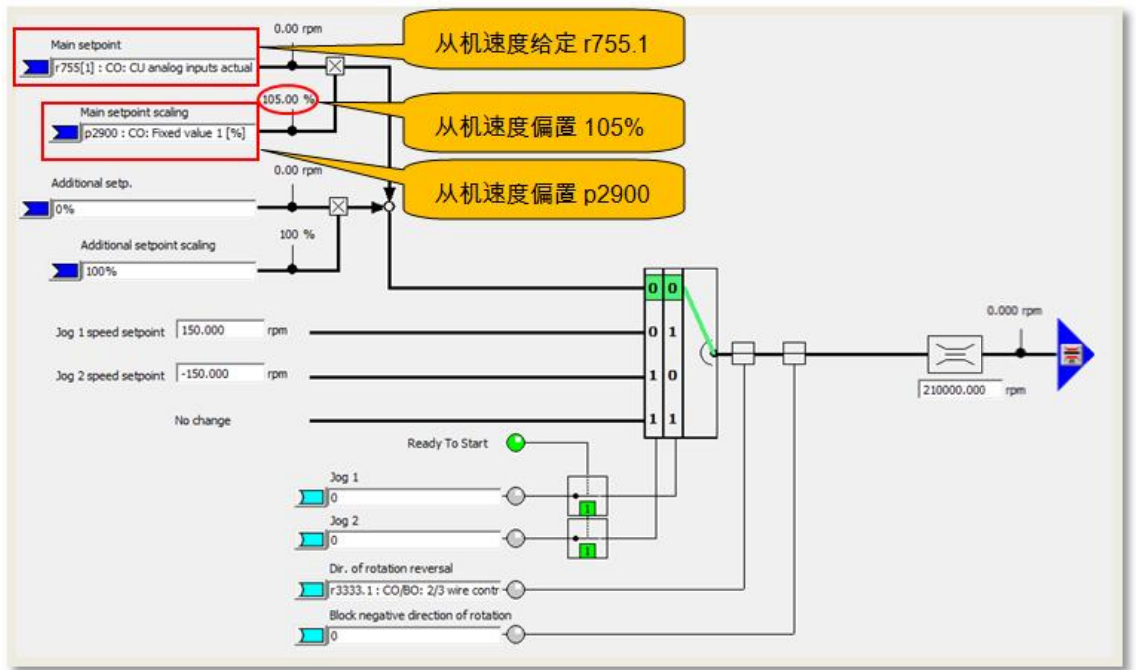 0.00 rpm
从机速度给定 r755.1
Main setpoint
r755[1] : CO: CU analog inputs actual
105.00 %
Main setpoint scaling
从机速度偏置 105%
p2900 : CO: Fixed value 1 [%]
0.00 rpm
从机速度偏置 p2900
Additional setp.
0%
100 %
Additional setpoint scaling
100%
0 0
0.000 rpm
Jog 1 speed setpoint 150.000 rpm
0 1
Jog 2 speed setpoint -150.000 rpm
1 0
210000.000 rpm
No change
1 1
Ready To Start
Jog 1
0
1
Jog 2
0
1
Dir. of rotation reversal
r3333.1 : CO/BO: 2/3 wire contr
Block negative direction of rotation
0